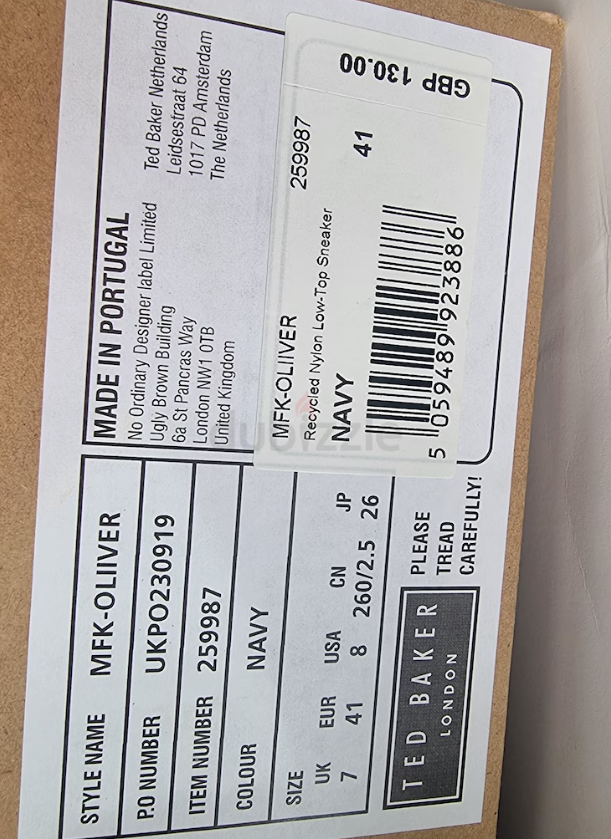 STYLE NAME MFK-OLIIVER
P.O NUMBER UKPO230919
ITEM NUMBER 259987
COLOUR NAVY
SIZE
UK EUR USA CN JP
7 41 8 260/2.5 26
TED BAKER
LONDON
PLEASE
TREAD
CAREFULLY!
MADE IN PORTUGAL
No Ordinary Designer label Limited
Ugly Brown Building
6a St Pancras Way
London NW1 0TB
United Kingdom
Ted Baker Netherlands
Leidsestraat 64
1017 PD Amsterdam
The Netherlands
MFK-OLIIVER 259987
Recycled Nylon Low-Top Sneaker
NAVY 41
5 059489 923886
GBP 130.00
dubizzle